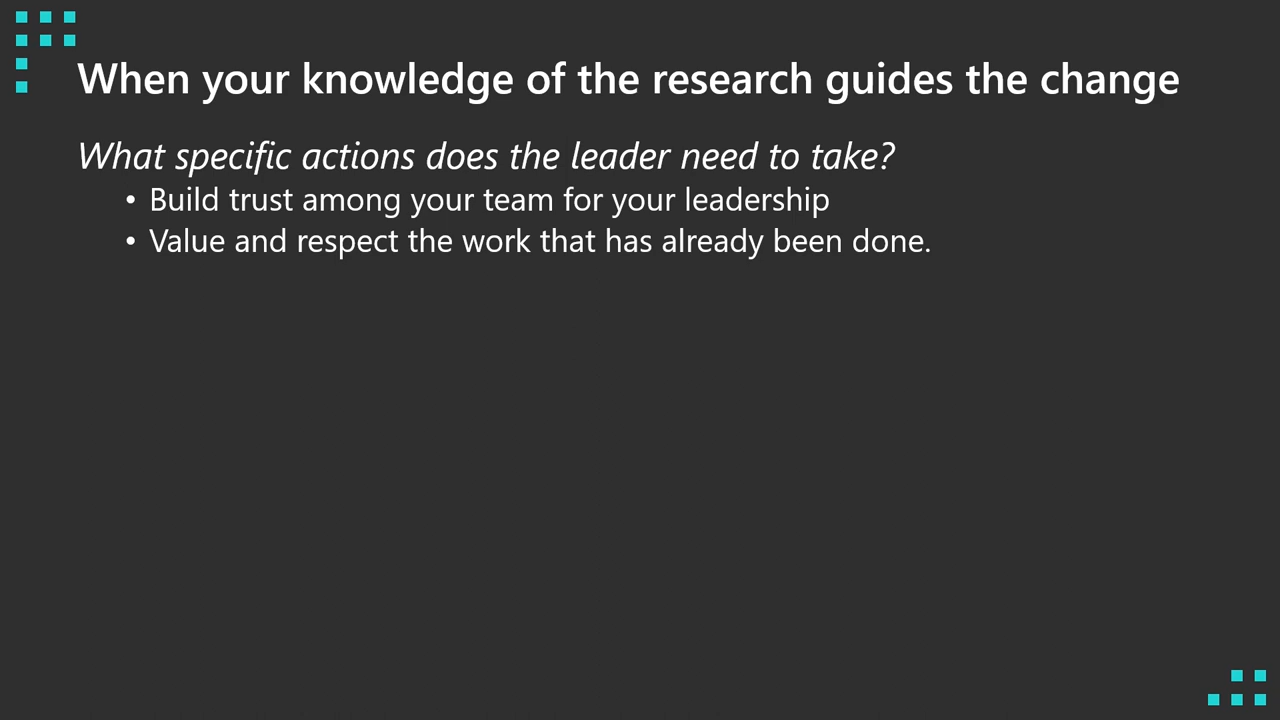 When your knowledge of the research guides the change
What specific actions does the leader need to take?
• Build trust among your team for your leadership
• Value and respect the work that has already been done.